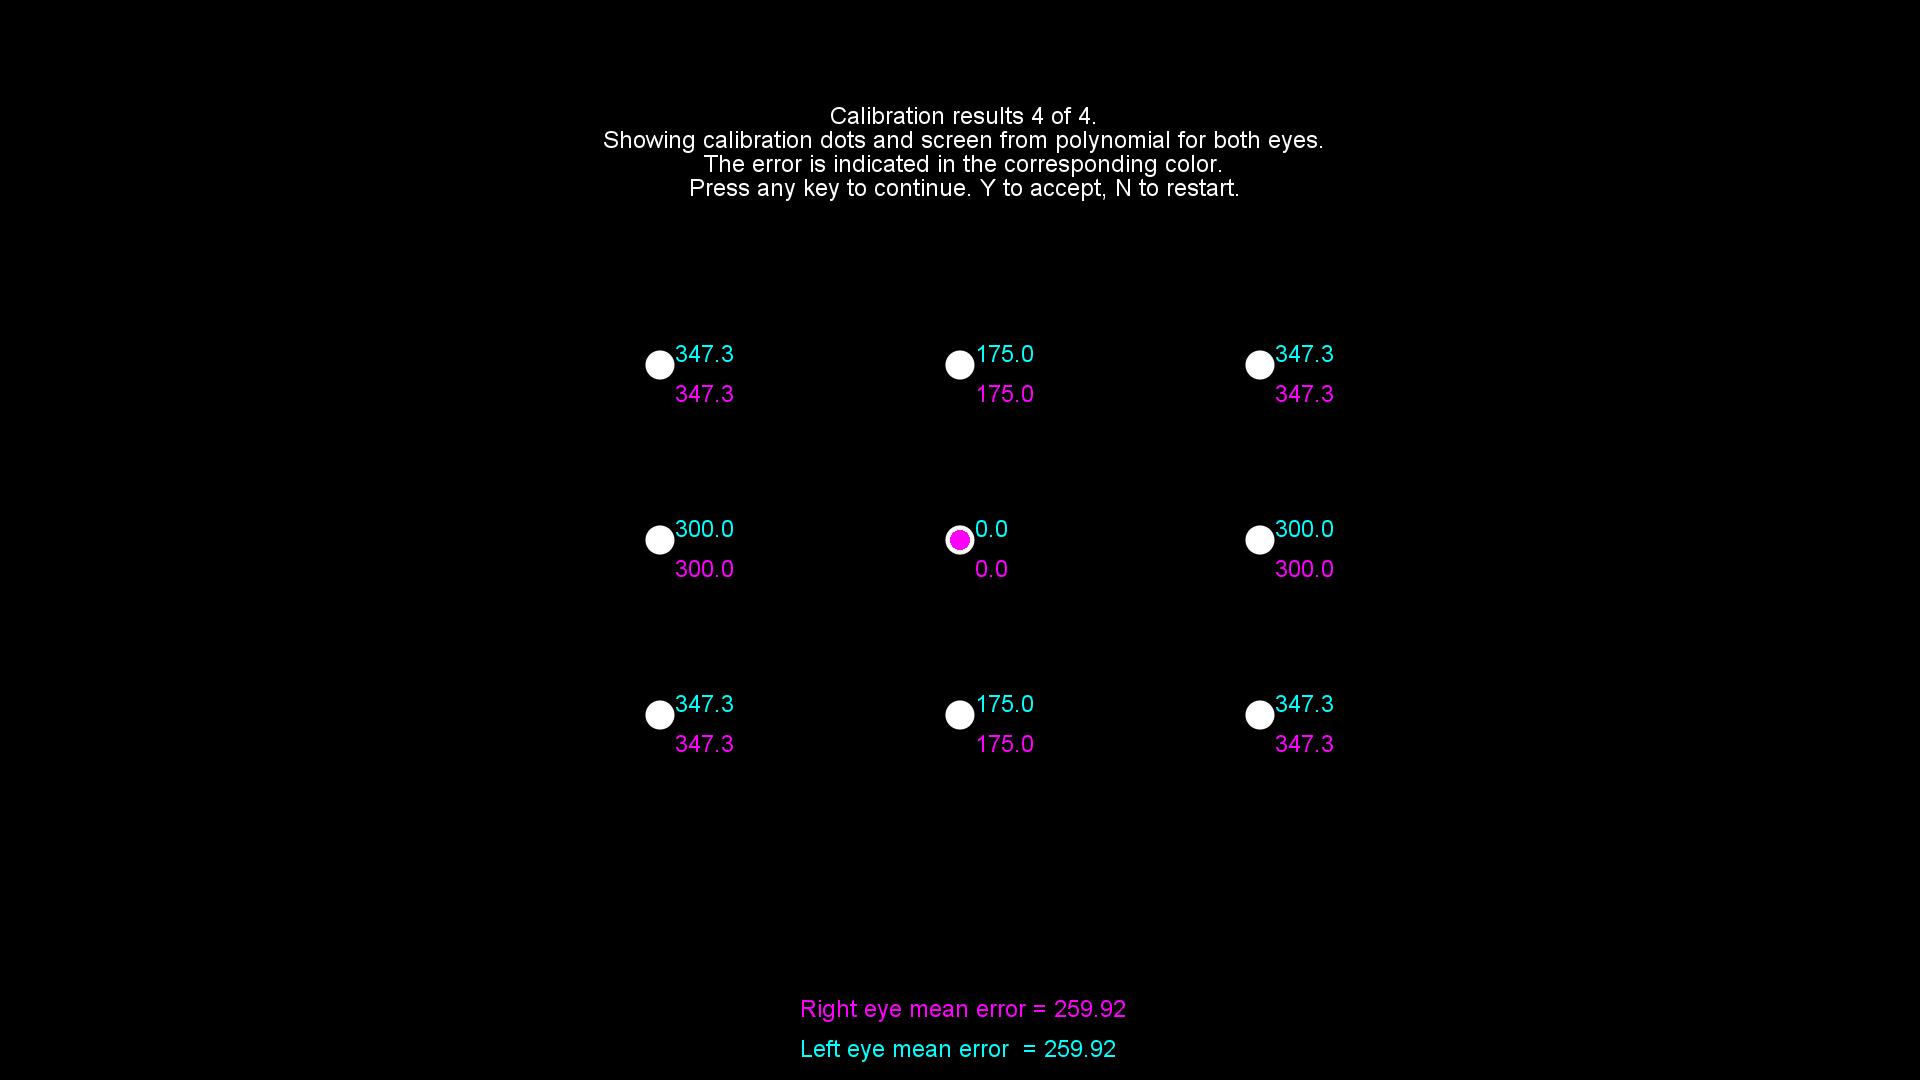 Calibration results 4 of 4.
Showing calibration dots and screen from polynomial for both eyes.
The error is indicated in the corresponding color.
Press any key to continue. Y to accept, N to restart.
347.3 175.0 347.3
347.3 175.0 347.3
300.0 0.0 300.0
300.0 0.0 300.0
347.3 175.0 347.3
347.3 175.0 347.3
Right eye mean error = 259.92
Left eye mean error  = 259.92